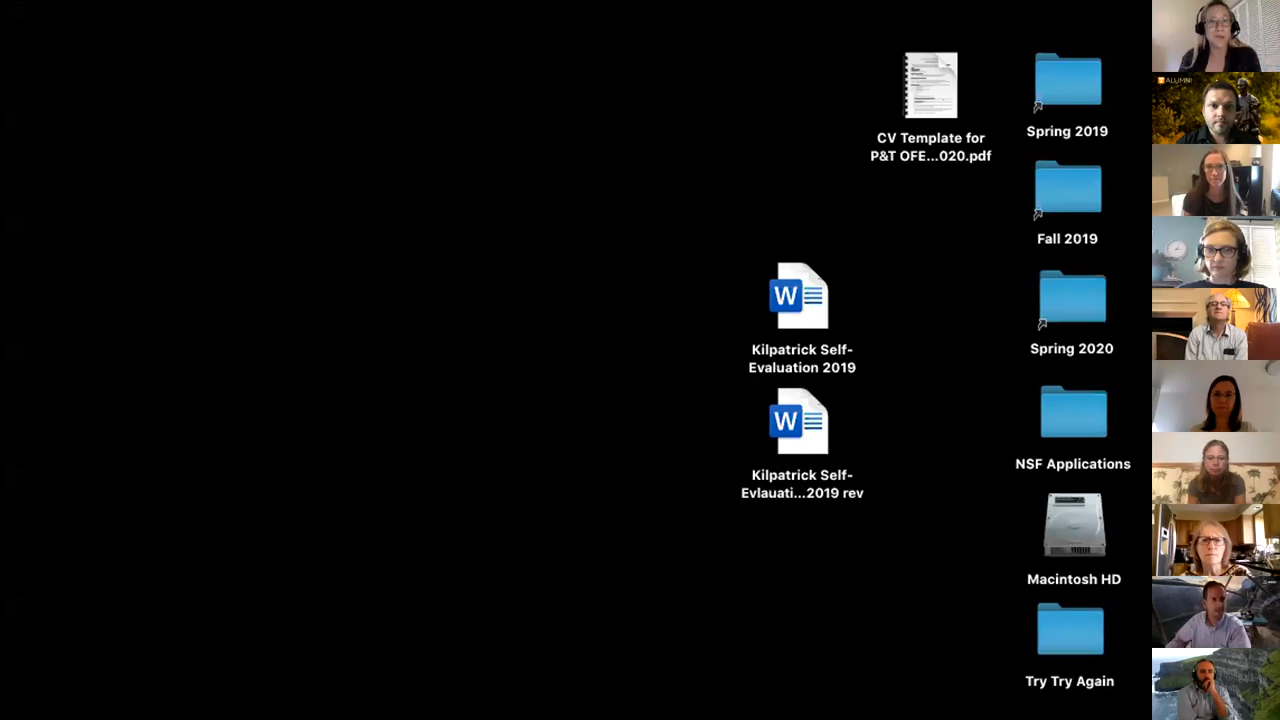 CV Template for
P&T OFE...020.pdf
Spring 2019
Fall 2019
Kilpatrick Self-
Evaluation 2019
Spring 2020
Kilpatrick Self-
Evlauati...2019 rev
NSF Applications
Macintosh HD
Try Try Again
W
W
T ALUMNI